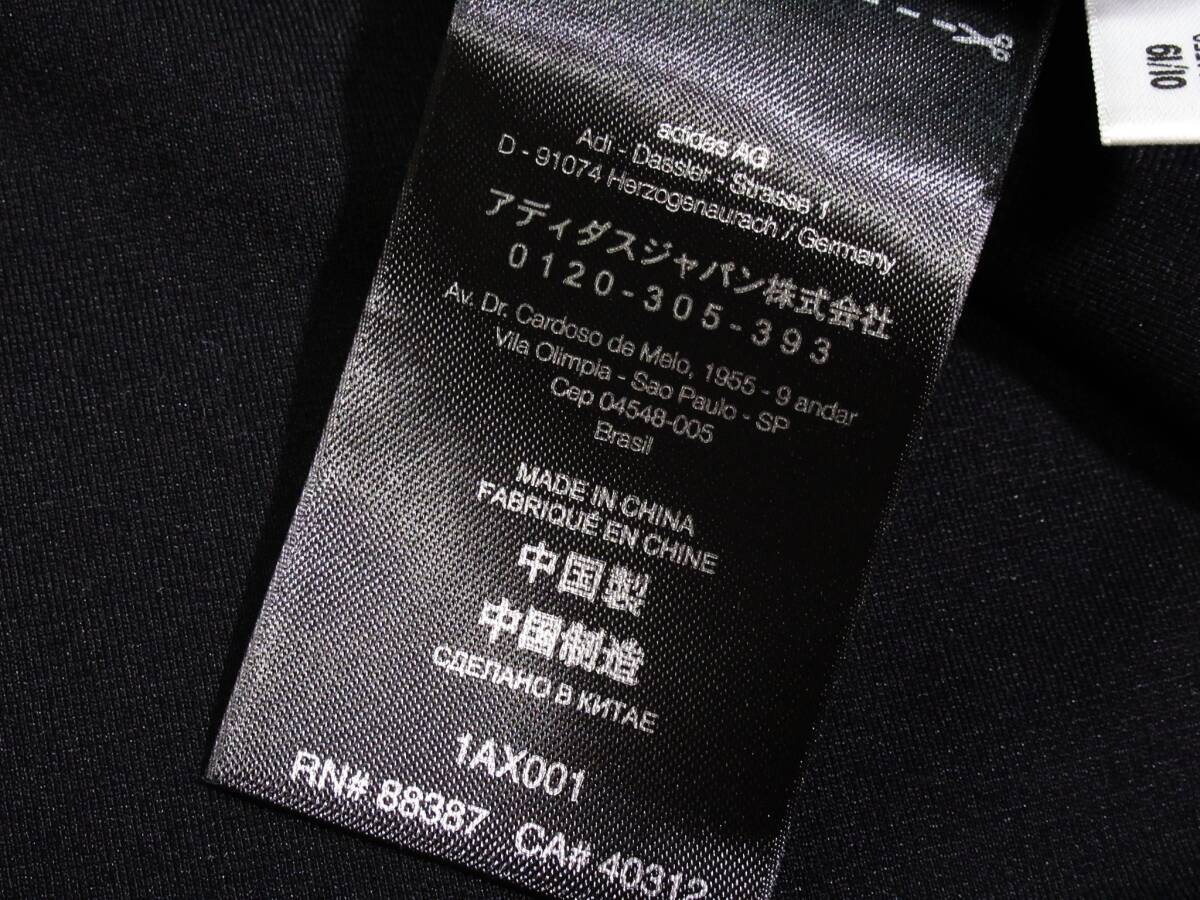 adidas AG
Adi - Dassler - Strasse 1
D - 91074 Herzogenaurach / Germany
アディダスジャパン株式会社
0120-305-393
Av. Dr. Cardoso de Melo, 1955 - 9 andar
Vila Olimpia - Sao Paulo - SP
Cep 04548-005
Brasil
MADE IN CHINA
FABRIQUÉ EN CHINE
中国製
中国制造
СДЕЛАНО В КИТАЕ
1AX001
RN# 88387 CA# 40312
01/19